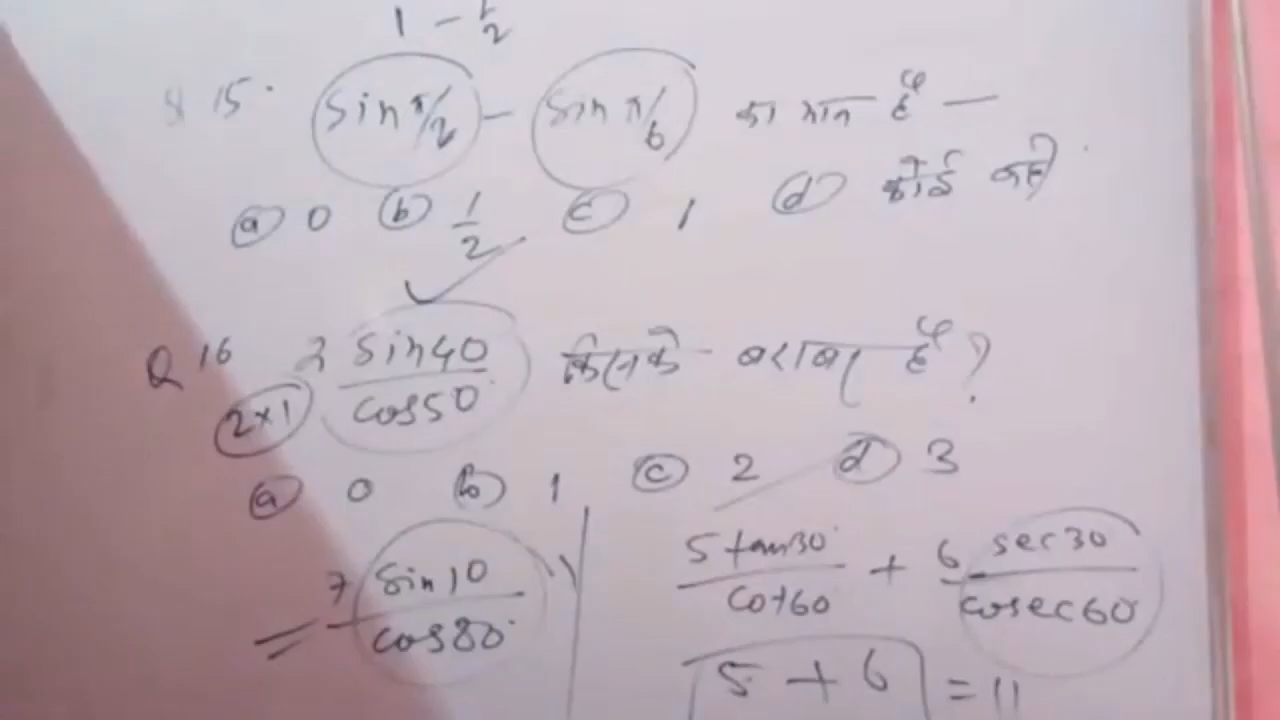 1 - 1/2
Q 15. sin π/2 - sin π/6 का मान है —
(a) 0 (b) 1/2 (c) 1 (d) कोई नहीं
Q 16 2 sin40/cos50 किसके बराबर है ?
2×1
(a) 0 (b) 1 (c) 2 (d) 3
= 7 sin10/cos80
5 tan30/cot60 + 6 sec30/cosec60
5 + 6 = 11